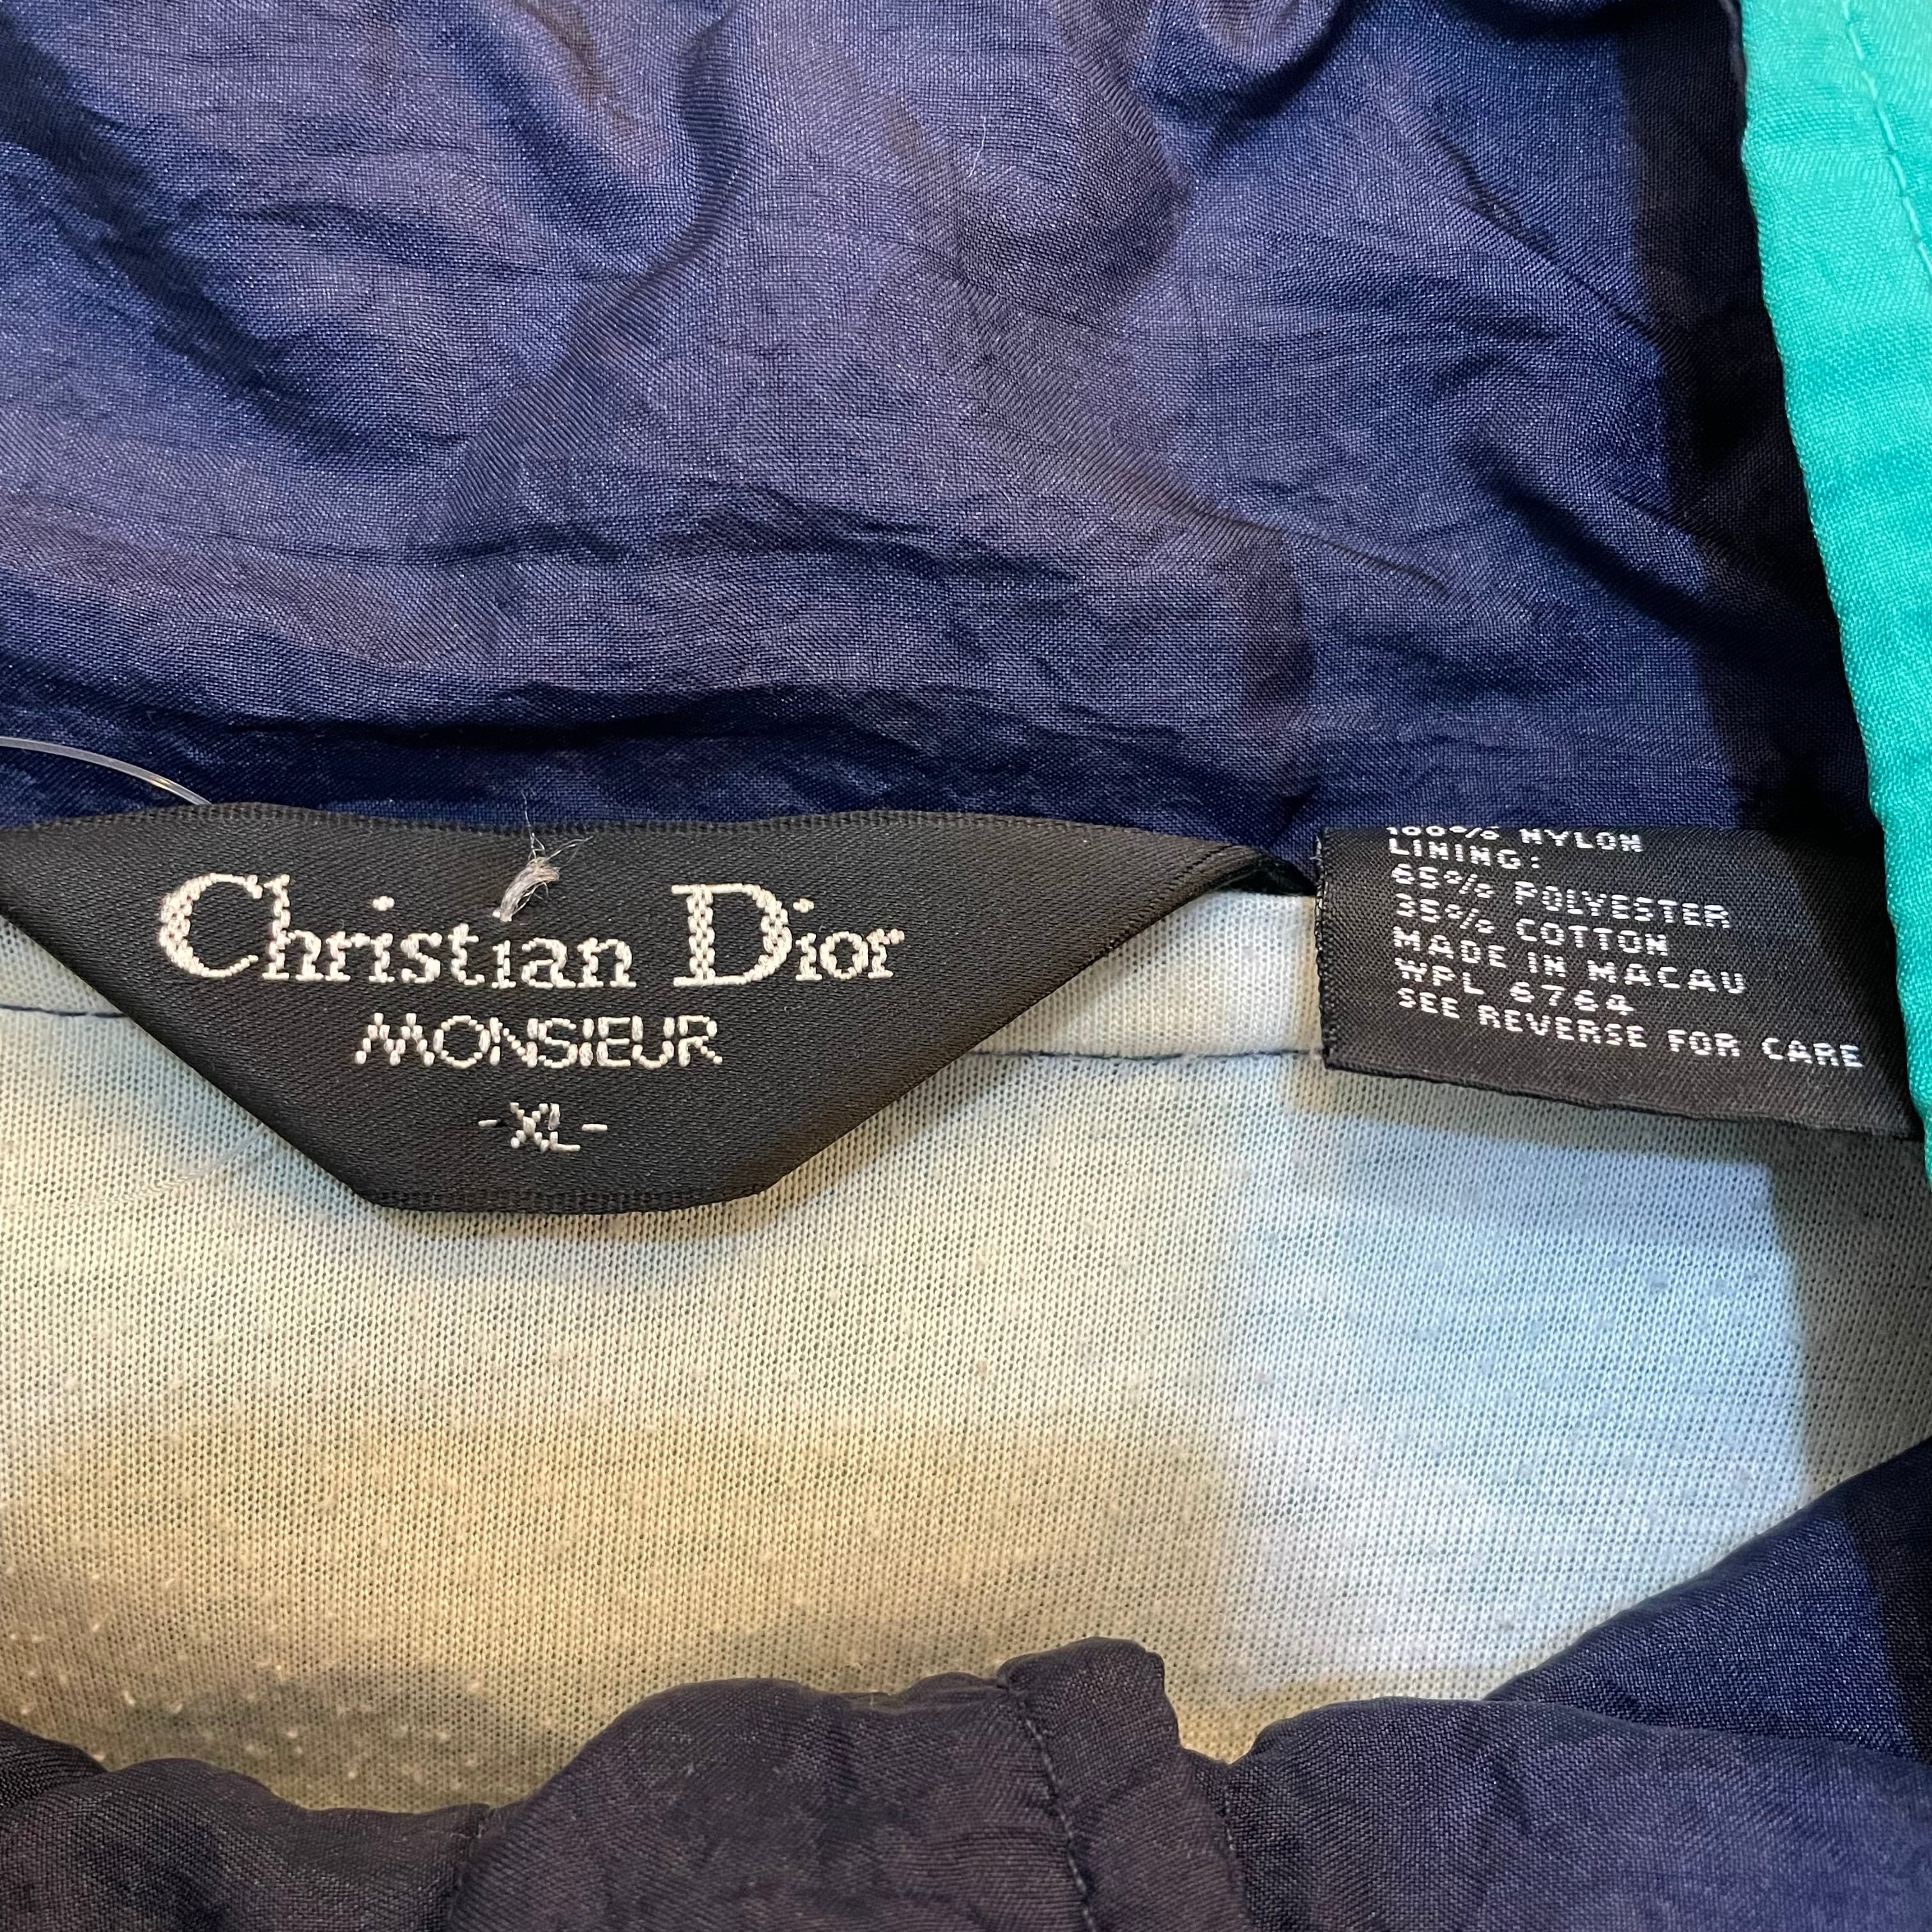 Christian Dior
MONSIEUR
-XL-
100% NYLON
LINING:
65% POLYESTER
35% COTTON
MADE IN MACAU
WPL 6764
SEE REVERSE FOR CARE